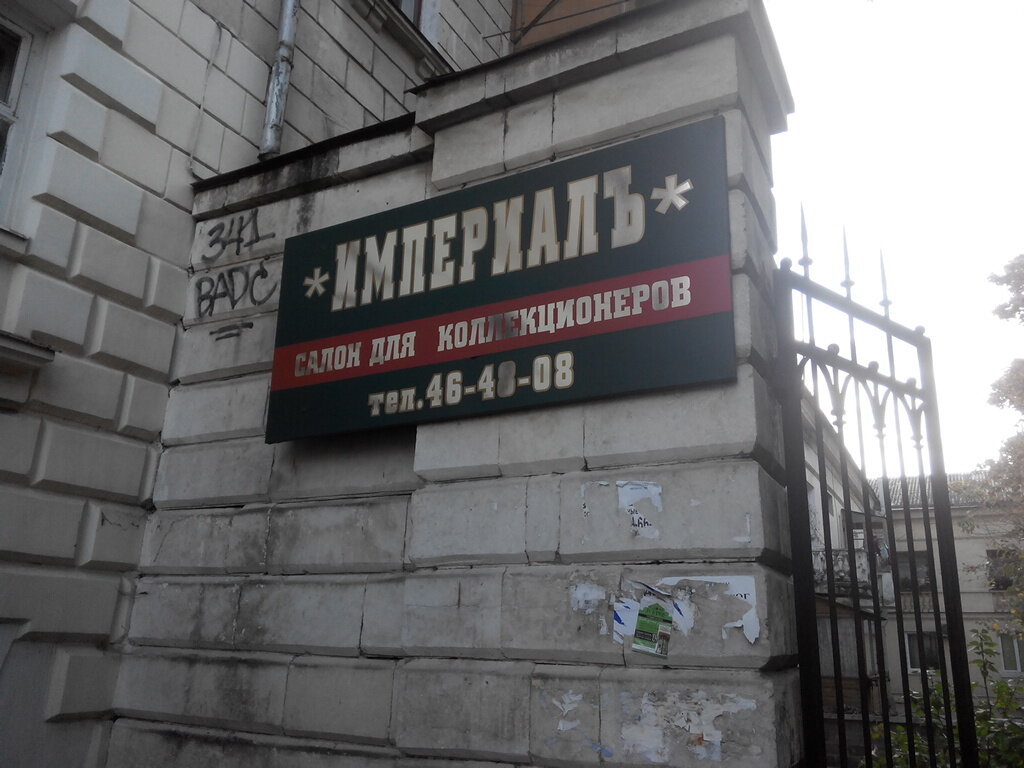 *ИМПЕРИАЛЪ*
САЛОН ДЛЯ КОЛЛЕКЦИОНЕРОВ
тел.46-48-08
341
BADC